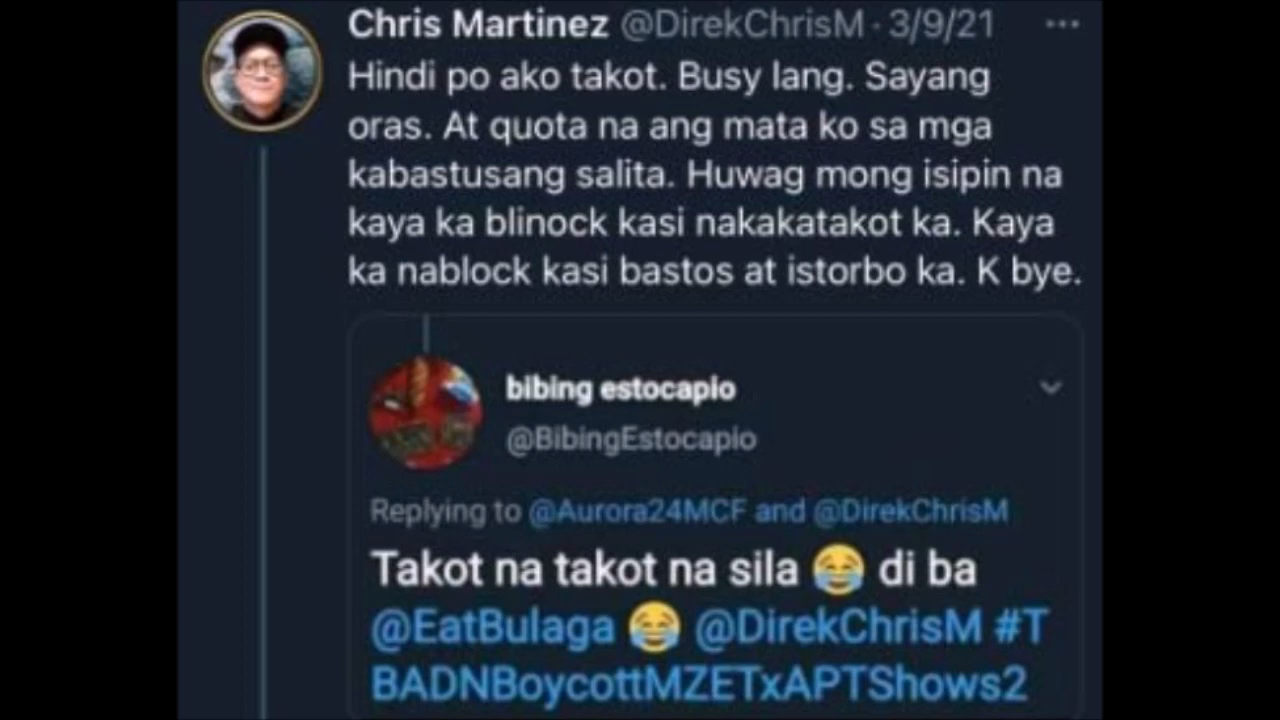 Chris Martinez @DirekChrisM · 3/9/21 ...
Hindi po ako takot. Busy lang. Sayang
oras. At quota na ang mata ko sa mga
kabastusang salita. Huwag mong isipin na
kaya ka blinock kasi nakakatakot ka. Kaya
ka nablock kasi bastos at istorbo ka. K bye.
bibing estocapio
@BibingEstocapio
Replying to @Aurora24MCF and @DirekChrisM
Takot na takot na sila 😂 di ba
@EatBulaga 😂 @DirekChrisM #T
BADNBoycottMZETxAPTShows2